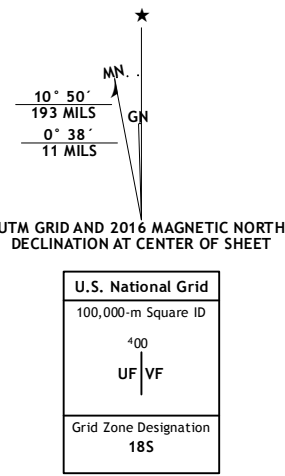 ★
MN
10° 50´
193 MILS
GN
0° 38´
11 MILS
UTM GRID AND 2016 MAGNETIC NORTH
DECLINATION AT CENTER OF SHEET
U.S. National Grid
100,000-m Square ID
⁴00
UF VF
Grid Zone Designation
18S